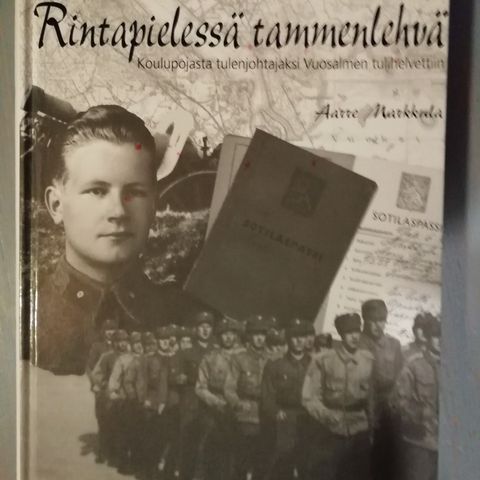 Rintapielessä tammenlehvä
Koulupojasta tulenjohtajaksi Vuosalmen tulihelvettiin
Aarre Markkula
SOTILASPASSI
SOTILASPASSI